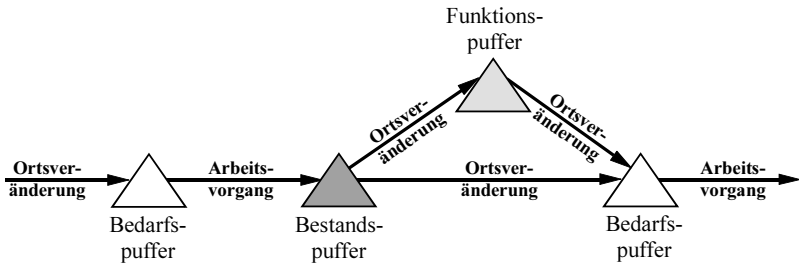 Funktions-
puffer
Ortsver-
änderung
Ortsver-
änderung
Ortsver-
änderung
Arbeits-
vorgang
Ortsver-
änderung
Arbeits-
vorgang
Bedarfs-
puffer
Bestands-
puffer
Bedarfs-
puffer